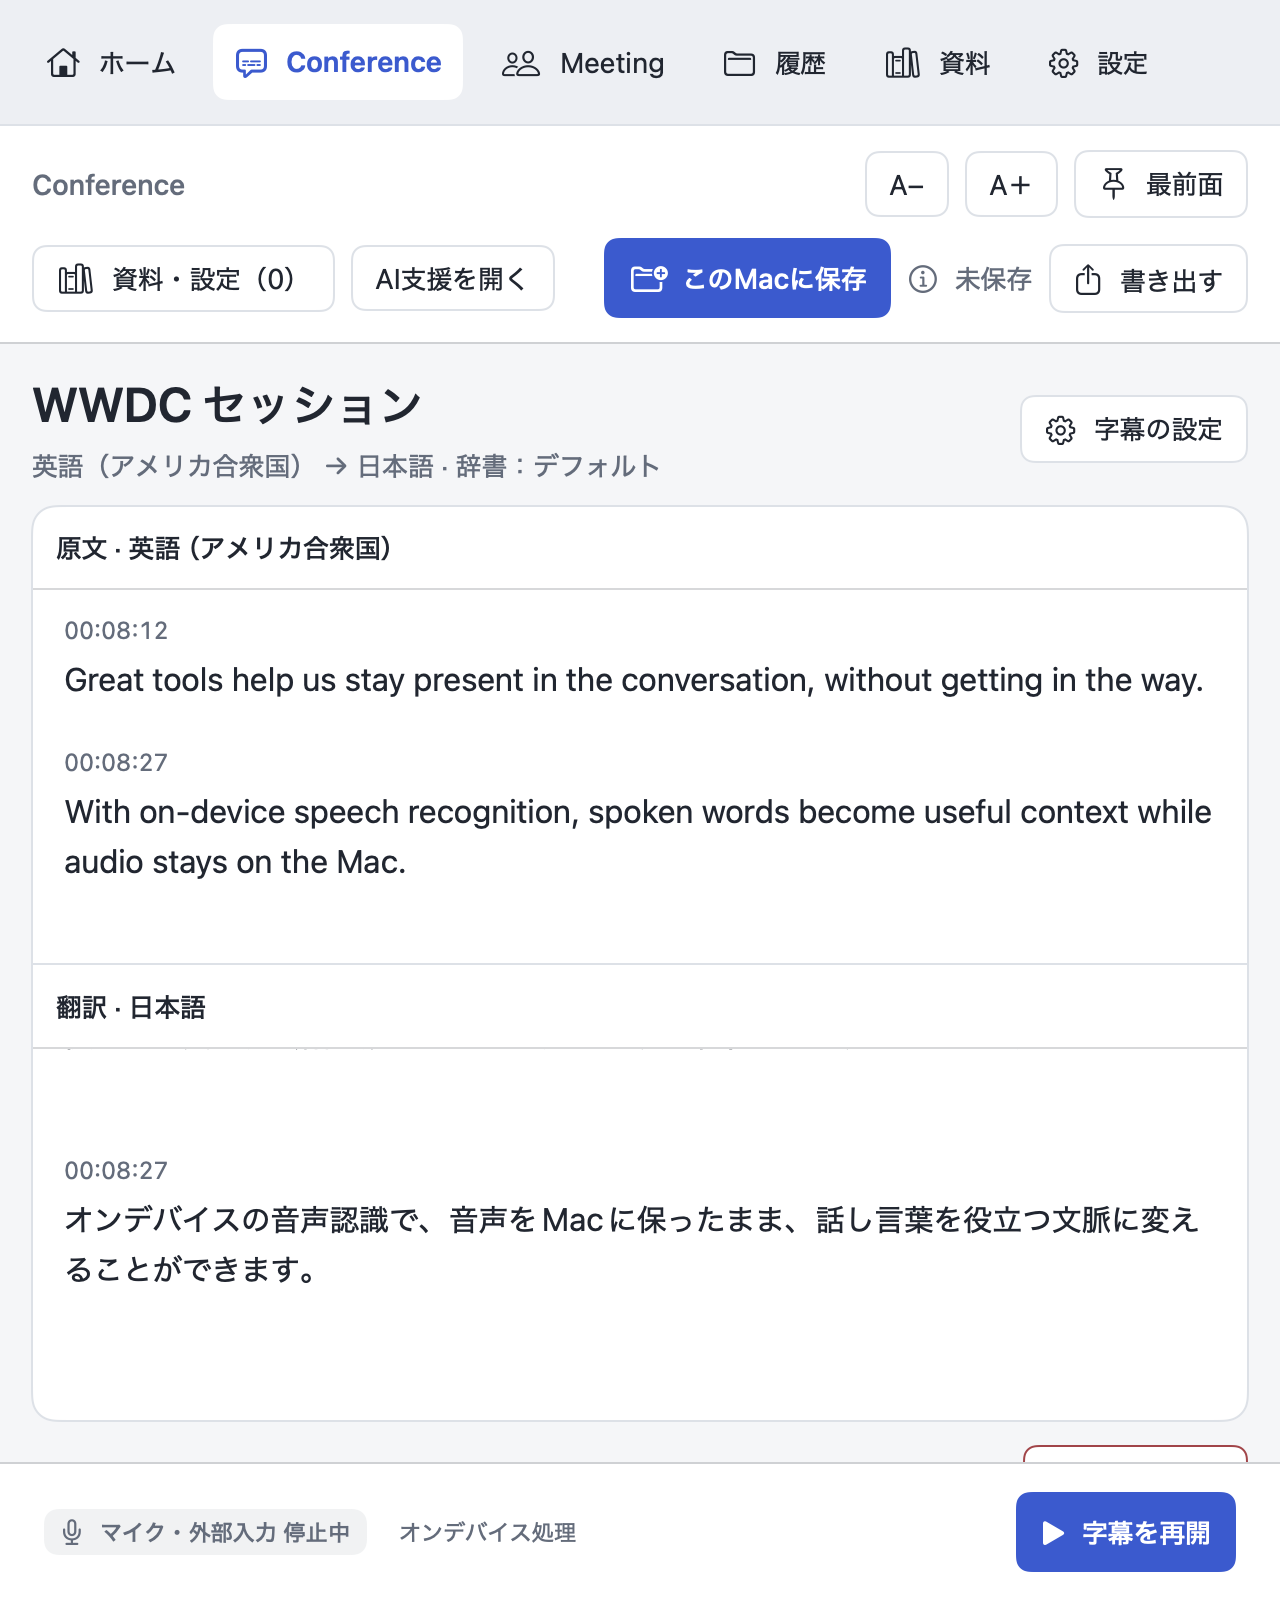 ホーム
Conference
Meeting
履歴
資料
設定
Conference
A−
A+
最前面
資料・設定（0）
AI支援を開く
このMacに保存
未保存
書き出す
WWDC セッション
英語（アメリカ合衆国） → 日本語 · 辞書：デフォルト
字幕の設定
原文 · 英語（アメリカ合衆国）
00:08:12
Great tools help us stay present in the conversation, without getting in the way.
00:08:27
With on-device speech recognition, spoken words become useful context while
audio stays on the Mac.
翻訳 · 日本語
00:08:27
オンデバイスの音声認識で、音声をMacに保ったまま、話し言葉を役立つ文脈に変え
ることができます。
マイク・外部入力 停止中
オンデバイス処理
字幕を再開